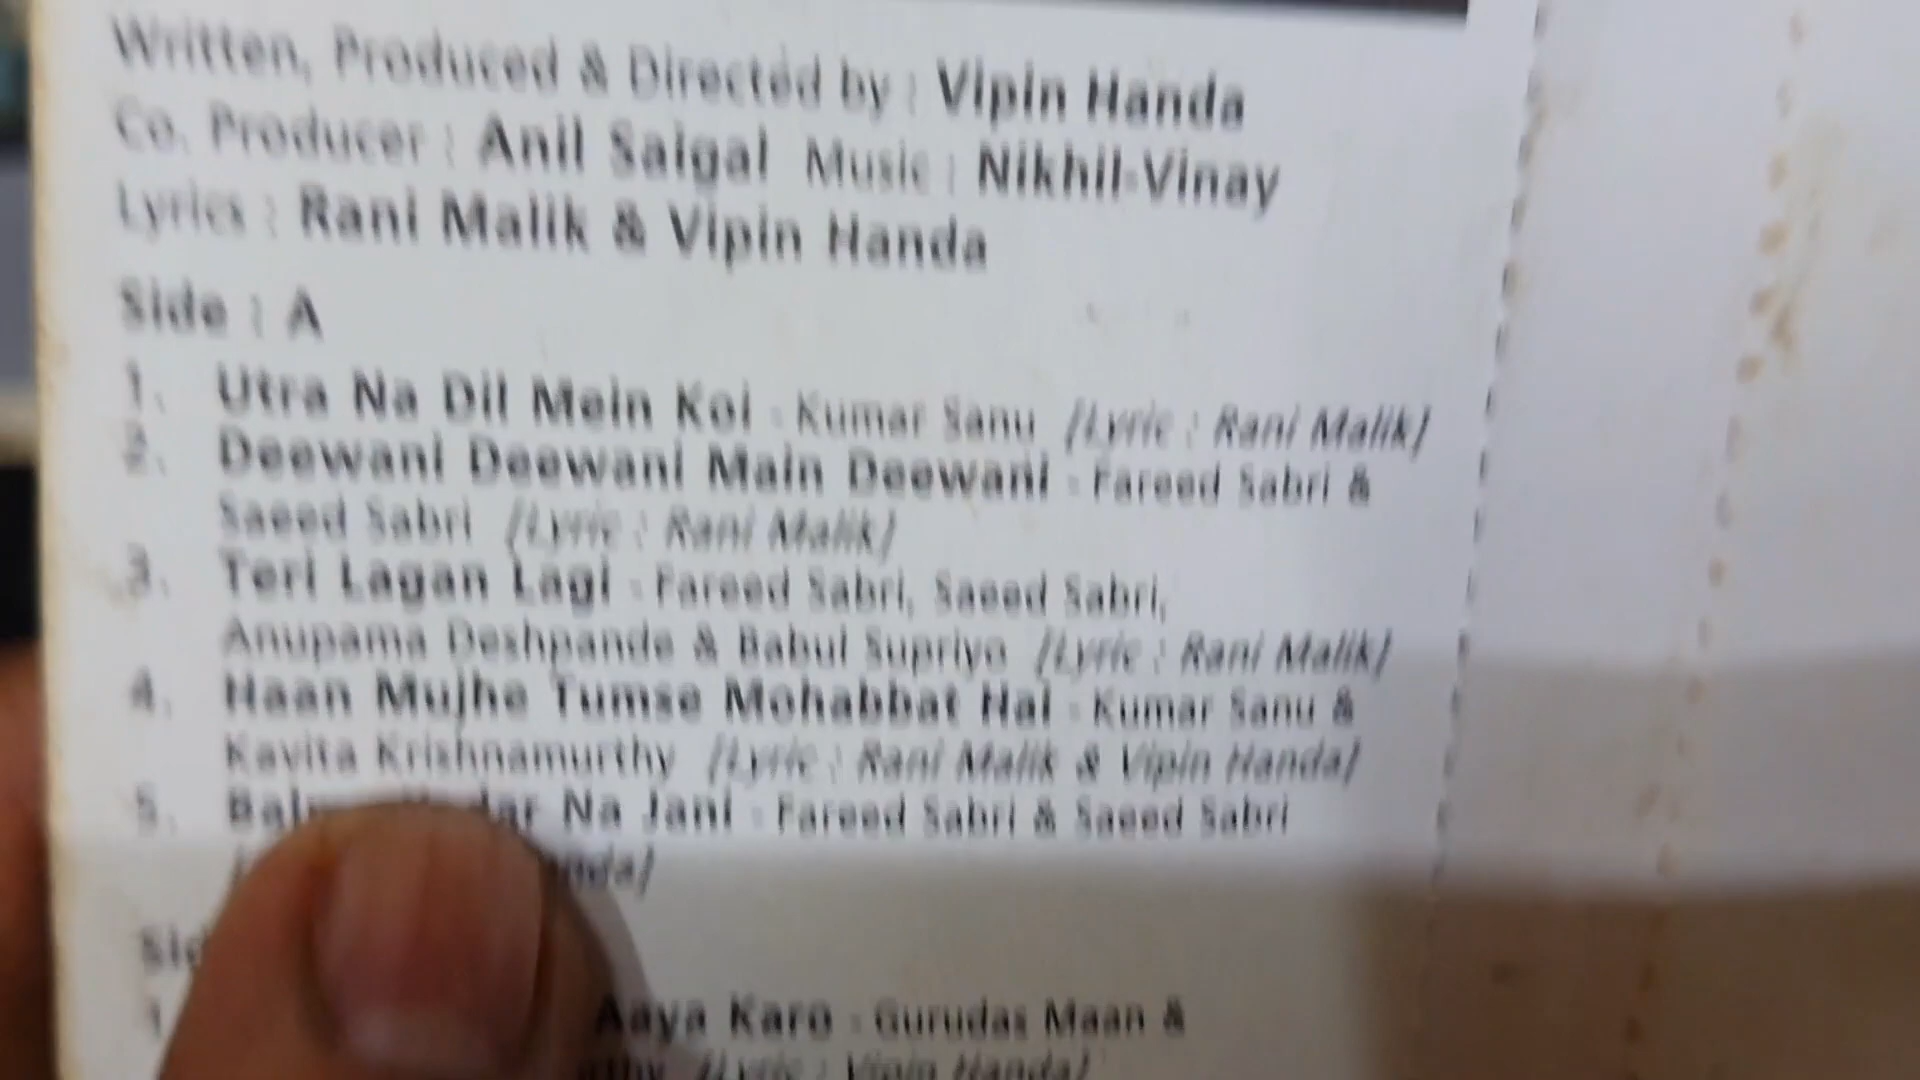 Written, Produced & Directed by : Vipin Handa
Co. Producer : Anil Saigal Music : Nikhil-Vinay
Lyrics : Rani Malik & Vipin Handa
Side : A
1. Utra Na Dil Mein Koi - Kumar Sanu [Lyric : Rani Malik]
2. Deewani Deewani Main Deewani - Fareed Sabri &
Saeed Sabri [Lyric : Rani Malik]
3. Teri Lagan Lagi - Fareed Sabri, Saeed Sabri,
Anupama Deshpande & Babul Supriyo [Lyric : Rani Malik]
4. Haan Mujhe Tumse Mohabbat Hai - Kumar Sanu &
Kavita Krishnamurthy [Lyric : Rani Malik & Vipin Handa]
5. Na Jani - Fareed Sabri & Saeed Sabri
1 Aaya Karo - Gurudas Maan &
[Lyric : Vipin Handa]